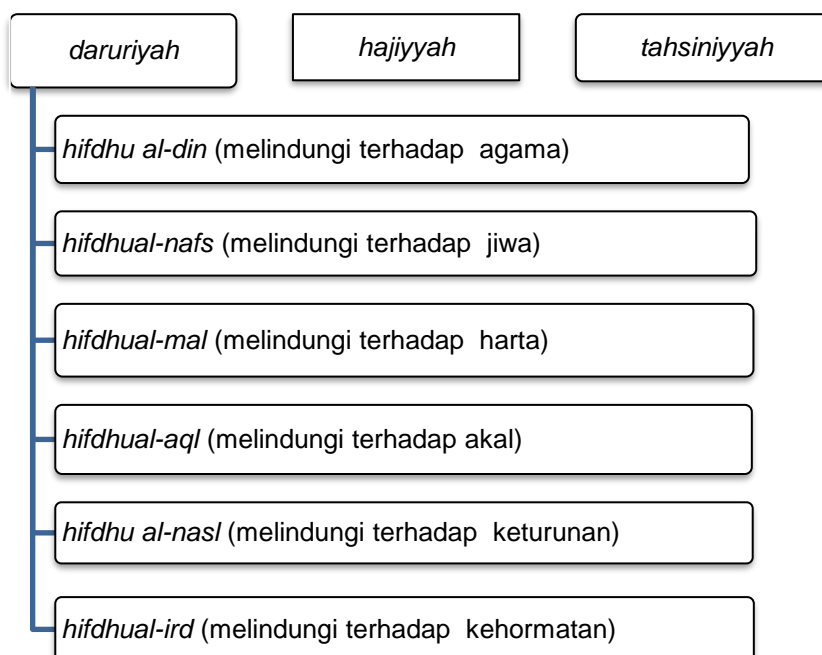 daruriyah
hajiyyah
tahsiniyyah
hifdhu al-din (melindungi terhadap agama)
hifdhual-nafs (melindungi terhadap jiwa)
hifdhual-mal (melindungi terhadap harta)
hifdhual-aql (melindungi terhadap akal)
hifdhu al-nasl (melindungi terhadap keturunan)
hifdhual-ird (melindungi terhadap kehormatan)